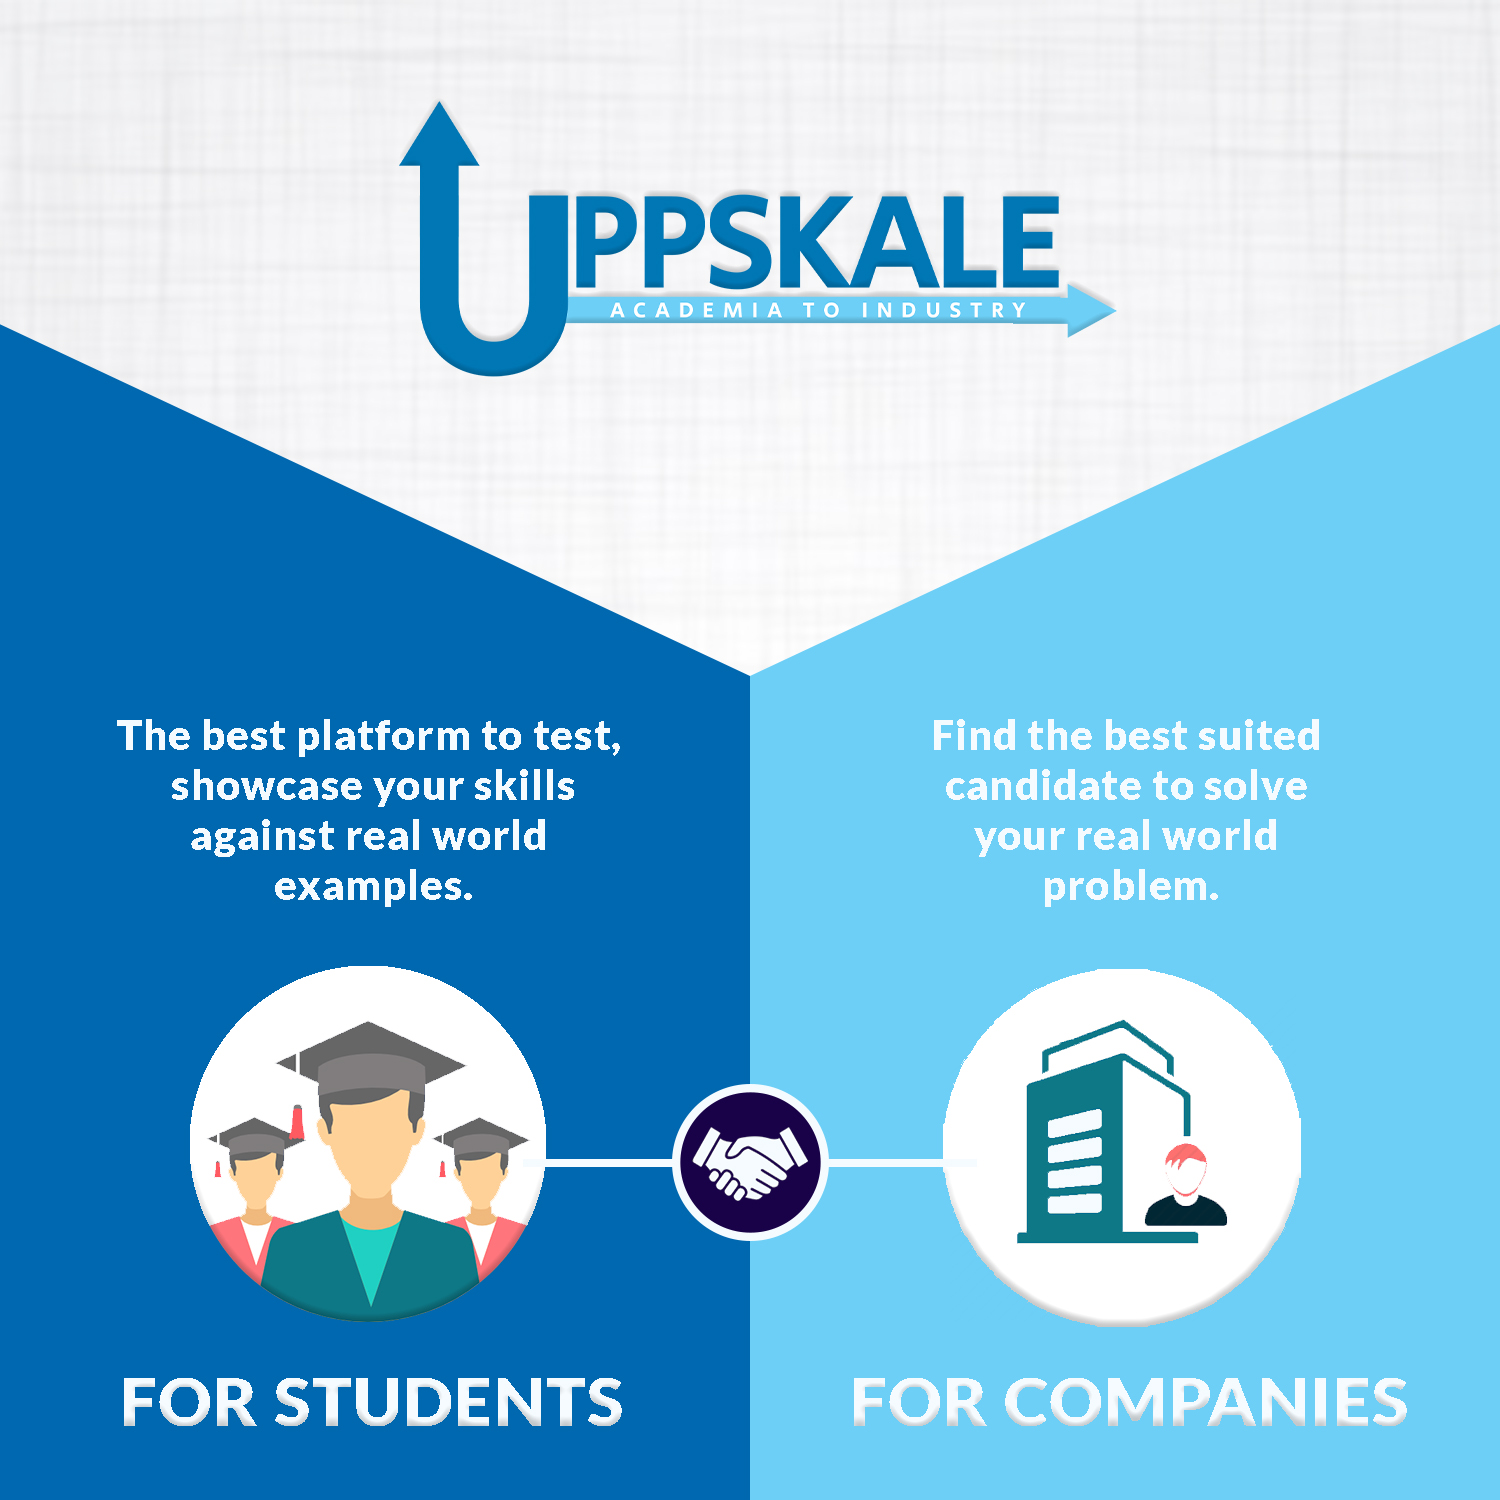 UPPSKALE
ACADEMIA TO INDUSTRY
The best platform to test,
showcase your skills
against real world
examples.
Find the best suited
candidate to solve
your real world
problem.
FOR STUDENTS
FOR COMPANIES